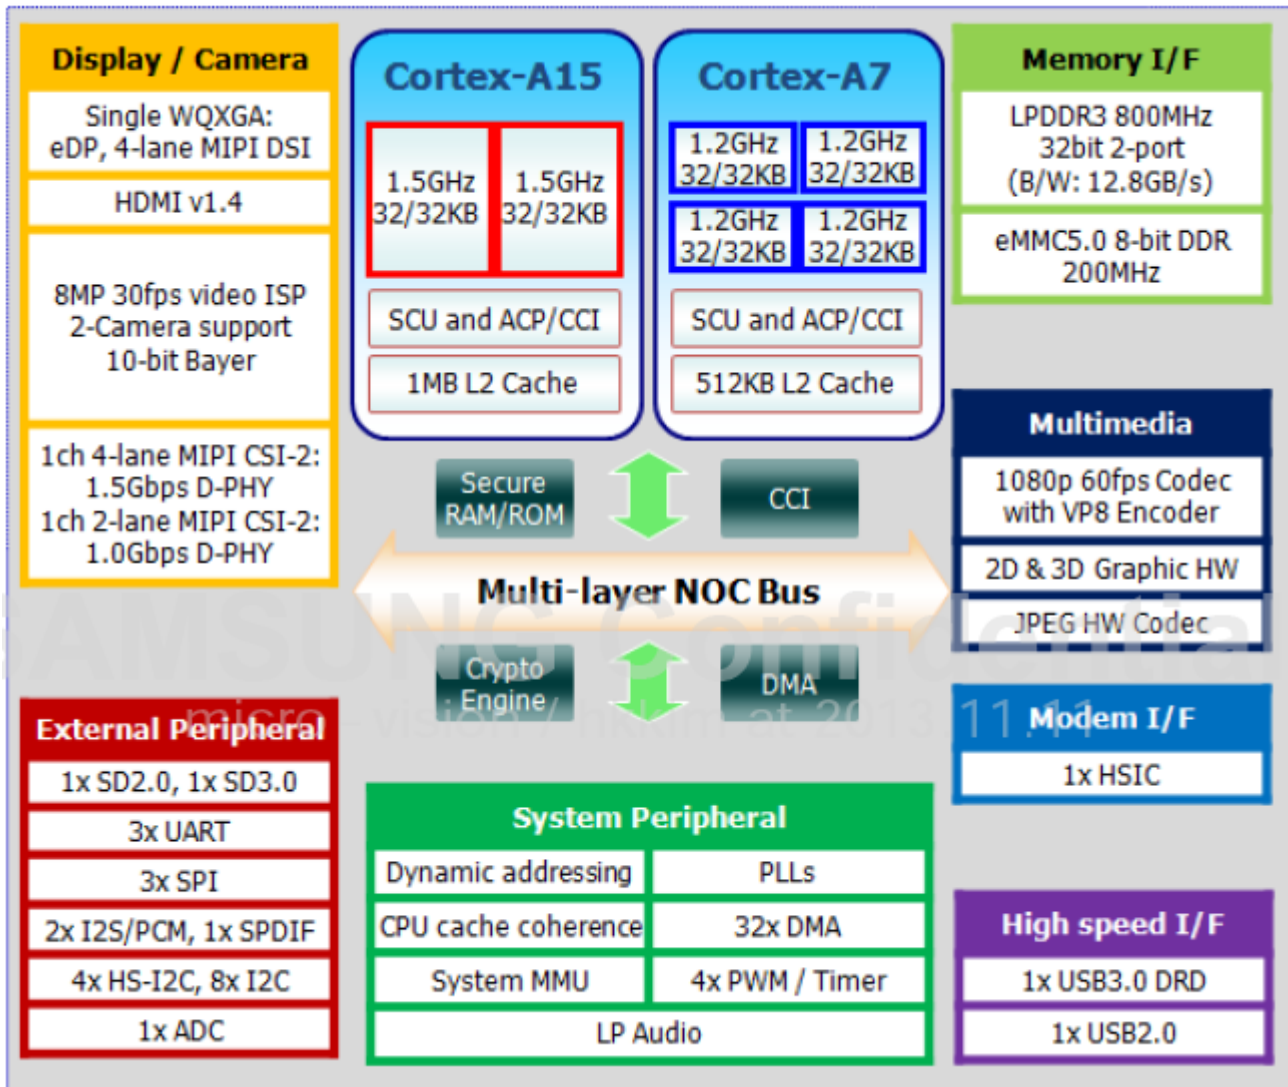 Display / Camera
Single WQXGA:
eDP, 4-lane MIPI DSI
HDMI v1.4
8MP 30fps video ISP
2-Camera support
10-bit Bayer
1ch 4-lane MIPI CSI-2:
1.5Gbps D-PHY
1ch 2-lane MIPI CSI-2:
1.0Gbps D-PHY
Cortex-A15
1.5GHz
32/32KB
1.5GHz
32/32KB
SCU and ACP/CCI
1MB L2 Cache
Cortex-A7
1.2GHz
32/32KB
1.2GHz
32/32KB
1.2GHz
32/32KB
1.2GHz
32/32KB
SCU and ACP/CCI
512KB L2 Cache
Memory I/F
LPDDR3 800MHz
32bit 2-port
(B/W: 12.8GB/s)
eMMC5.0 8-bit DDR
200MHz
Secure
RAM/ROM
CCI
Multi-layer NOC Bus
Crypto
Engine
DMA
Multimedia
1080p 60fps Codec
with VP8 Encoder
2D & 3D Graphic HW
JPEG HW Codec
SAMSUNG Confidential
micro - vision / hkkim at 2013.11.11
External Peripheral
1x SD2.0, 1x SD3.0
3x UART
3x SPI
2x I2S/PCM, 1x SPDIF
4x HS-I2C, 8x I2C
1x ADC
System Peripheral
Dynamic addressing
PLLs
CPU cache coherence
32x DMA
System MMU
4x PWM / Timer
LP Audio
Modem I/F
1x HSIC
High speed I/F
1x USB3.0 DRD
1x USB2.0